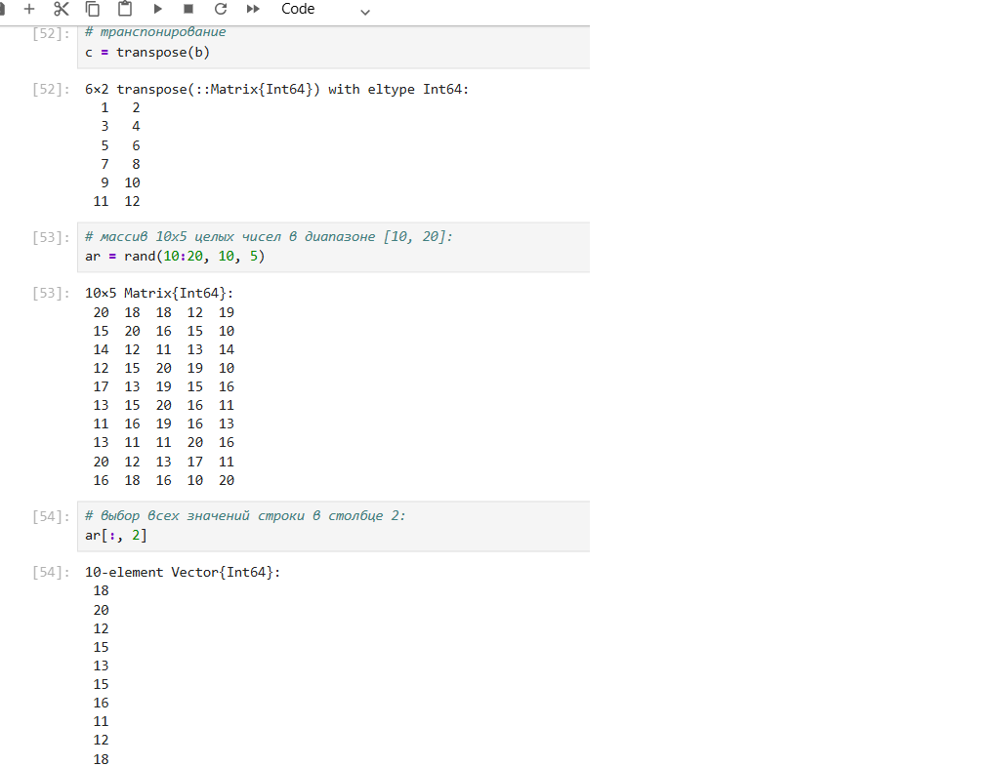 Code
[52]: # транспонирование
c = transpose(b)
[52]: 6×2 transpose(::Matrix{Int64}) with eltype Int64:
1 2
3 4
5 6
7 8
9 10
11 12
[53]: # массив 10x5 целых чисел в диапазоне [10, 20]:
ar = rand(10:20, 10, 5)
[53]: 10×5 Matrix{Int64}:
20 18 18 12 19
15 20 16 15 10
14 12 11 13 14
12 15 20 19 10
17 13 19 15 16
13 15 20 16 11
11 16 19 16 13
13 11 11 20 16
20 12 13 17 11
16 18 16 10 20
[54]: # выбор всех значений строки в столбце 2:
ar[:, 2]
[54]: 10-element Vector{Int64}:
18
20
12
15
13
15
16
11
12
18